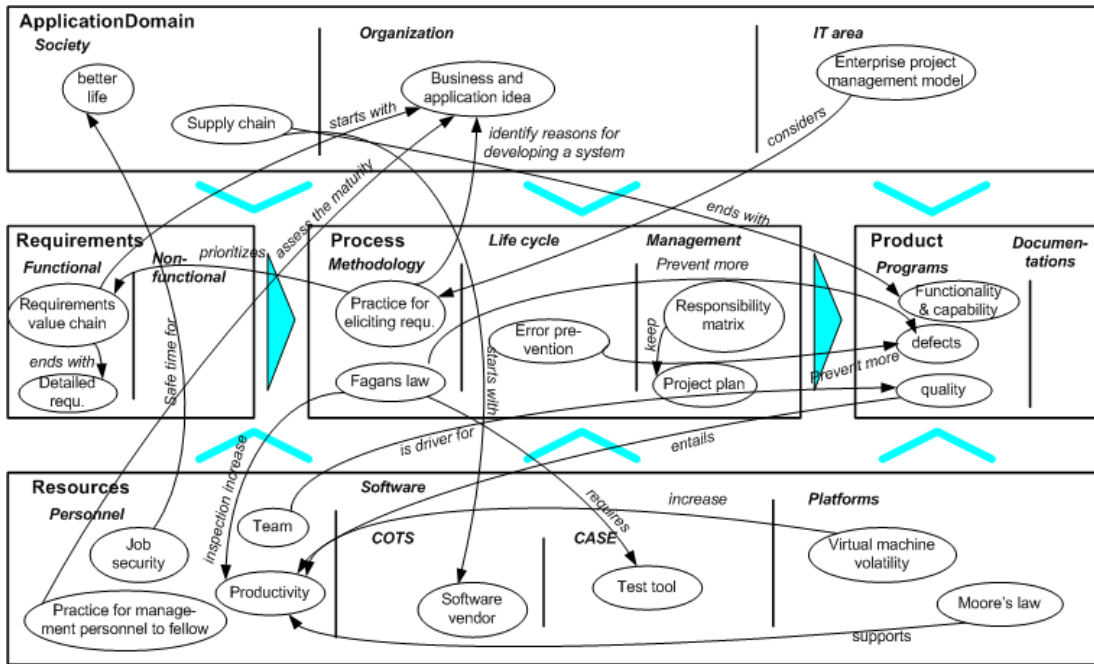 ApplicationDomain
Society
Organization
IT area
better
life
Supply chain
Business and
application idea
Enterprise project
management model
starts with
identify reasons for
developing a system
considers
assess the maturity
ends with
Requirements
Functional
Non-
functional
prioritizes
Requirements
value chain
ends with
Detailed
requ.
Safe time for
Process
Methodology
Life cycle
Management
Prevent more
Practice for
eliciting requ.
Fagans law
Error pre-
vention
Responsibility
matrix
keep
Project plan
starts with
Product
Programs
Documen-
tations
Functionality
& capability
defects
Prevent more
quality
is driver for
entails
inspection increase
requires
Resources
Personnel
Software
Platforms
Team
COTS
CASE
increase
Job
security
Productivity
Software
vendor
Test tool
Virtual machine
volatility
Moore's law
Practice for manage-
ment personnel to fellow
supports